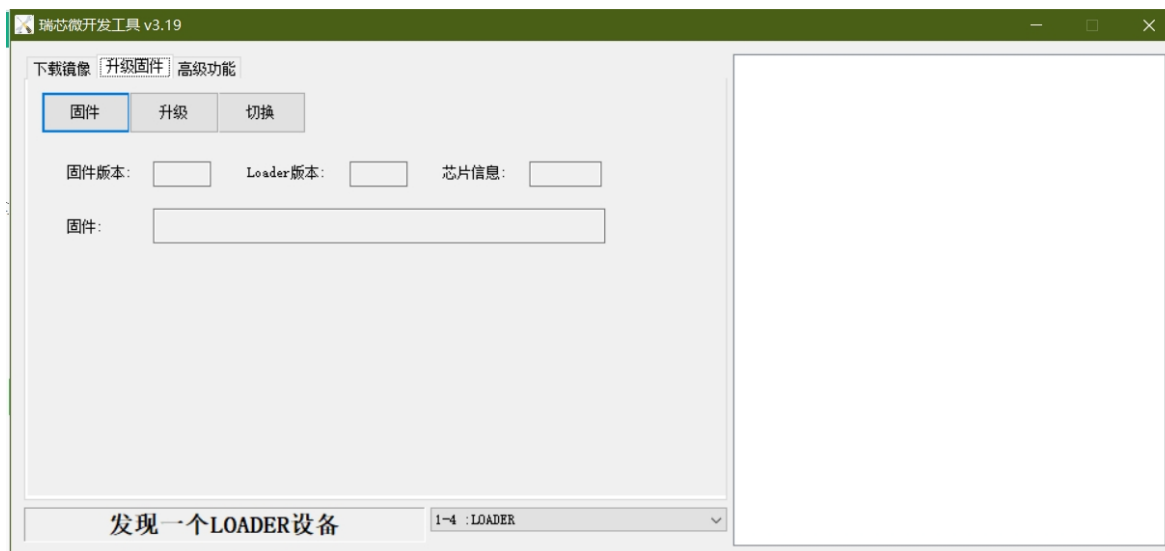 瑞芯微开发工具 v3.19
下载镜像 升级固件 高级功能
固件 升级 切换
固件版本: Loader版本: 芯片信息:
固件:
发现一个LOADER设备 1-4 :LOADER